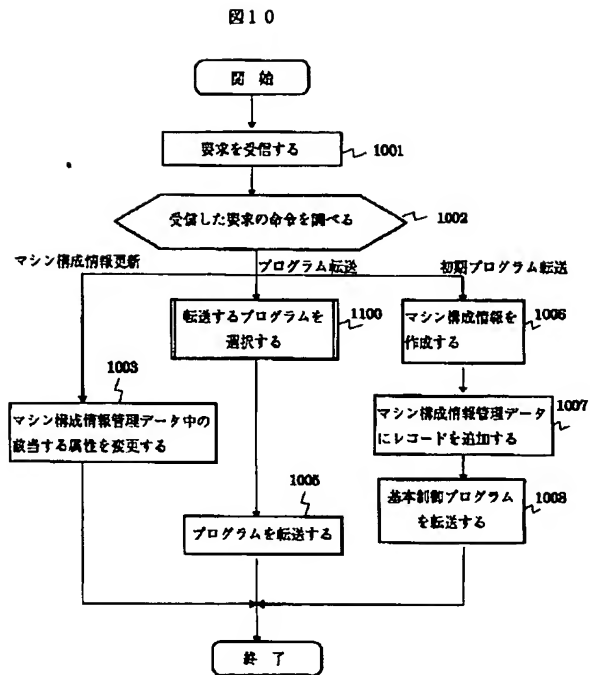 図10
開 始
要求を受信する
1001
受信した要求の命令を調べる
1002
マシン構成情報更新
プログラム転送
初期プログラム転送
転送するプログラムを
選択する
1100
マシン構成情報を
作成する
1006
1003
マシン構成情報管理データ中の
該当する属性を変更する
マシン構成情報管理データ
にレコードを追加する
1007
1005
プログラムを転送する
基本制御プログラム
を転送する
1008
終 了